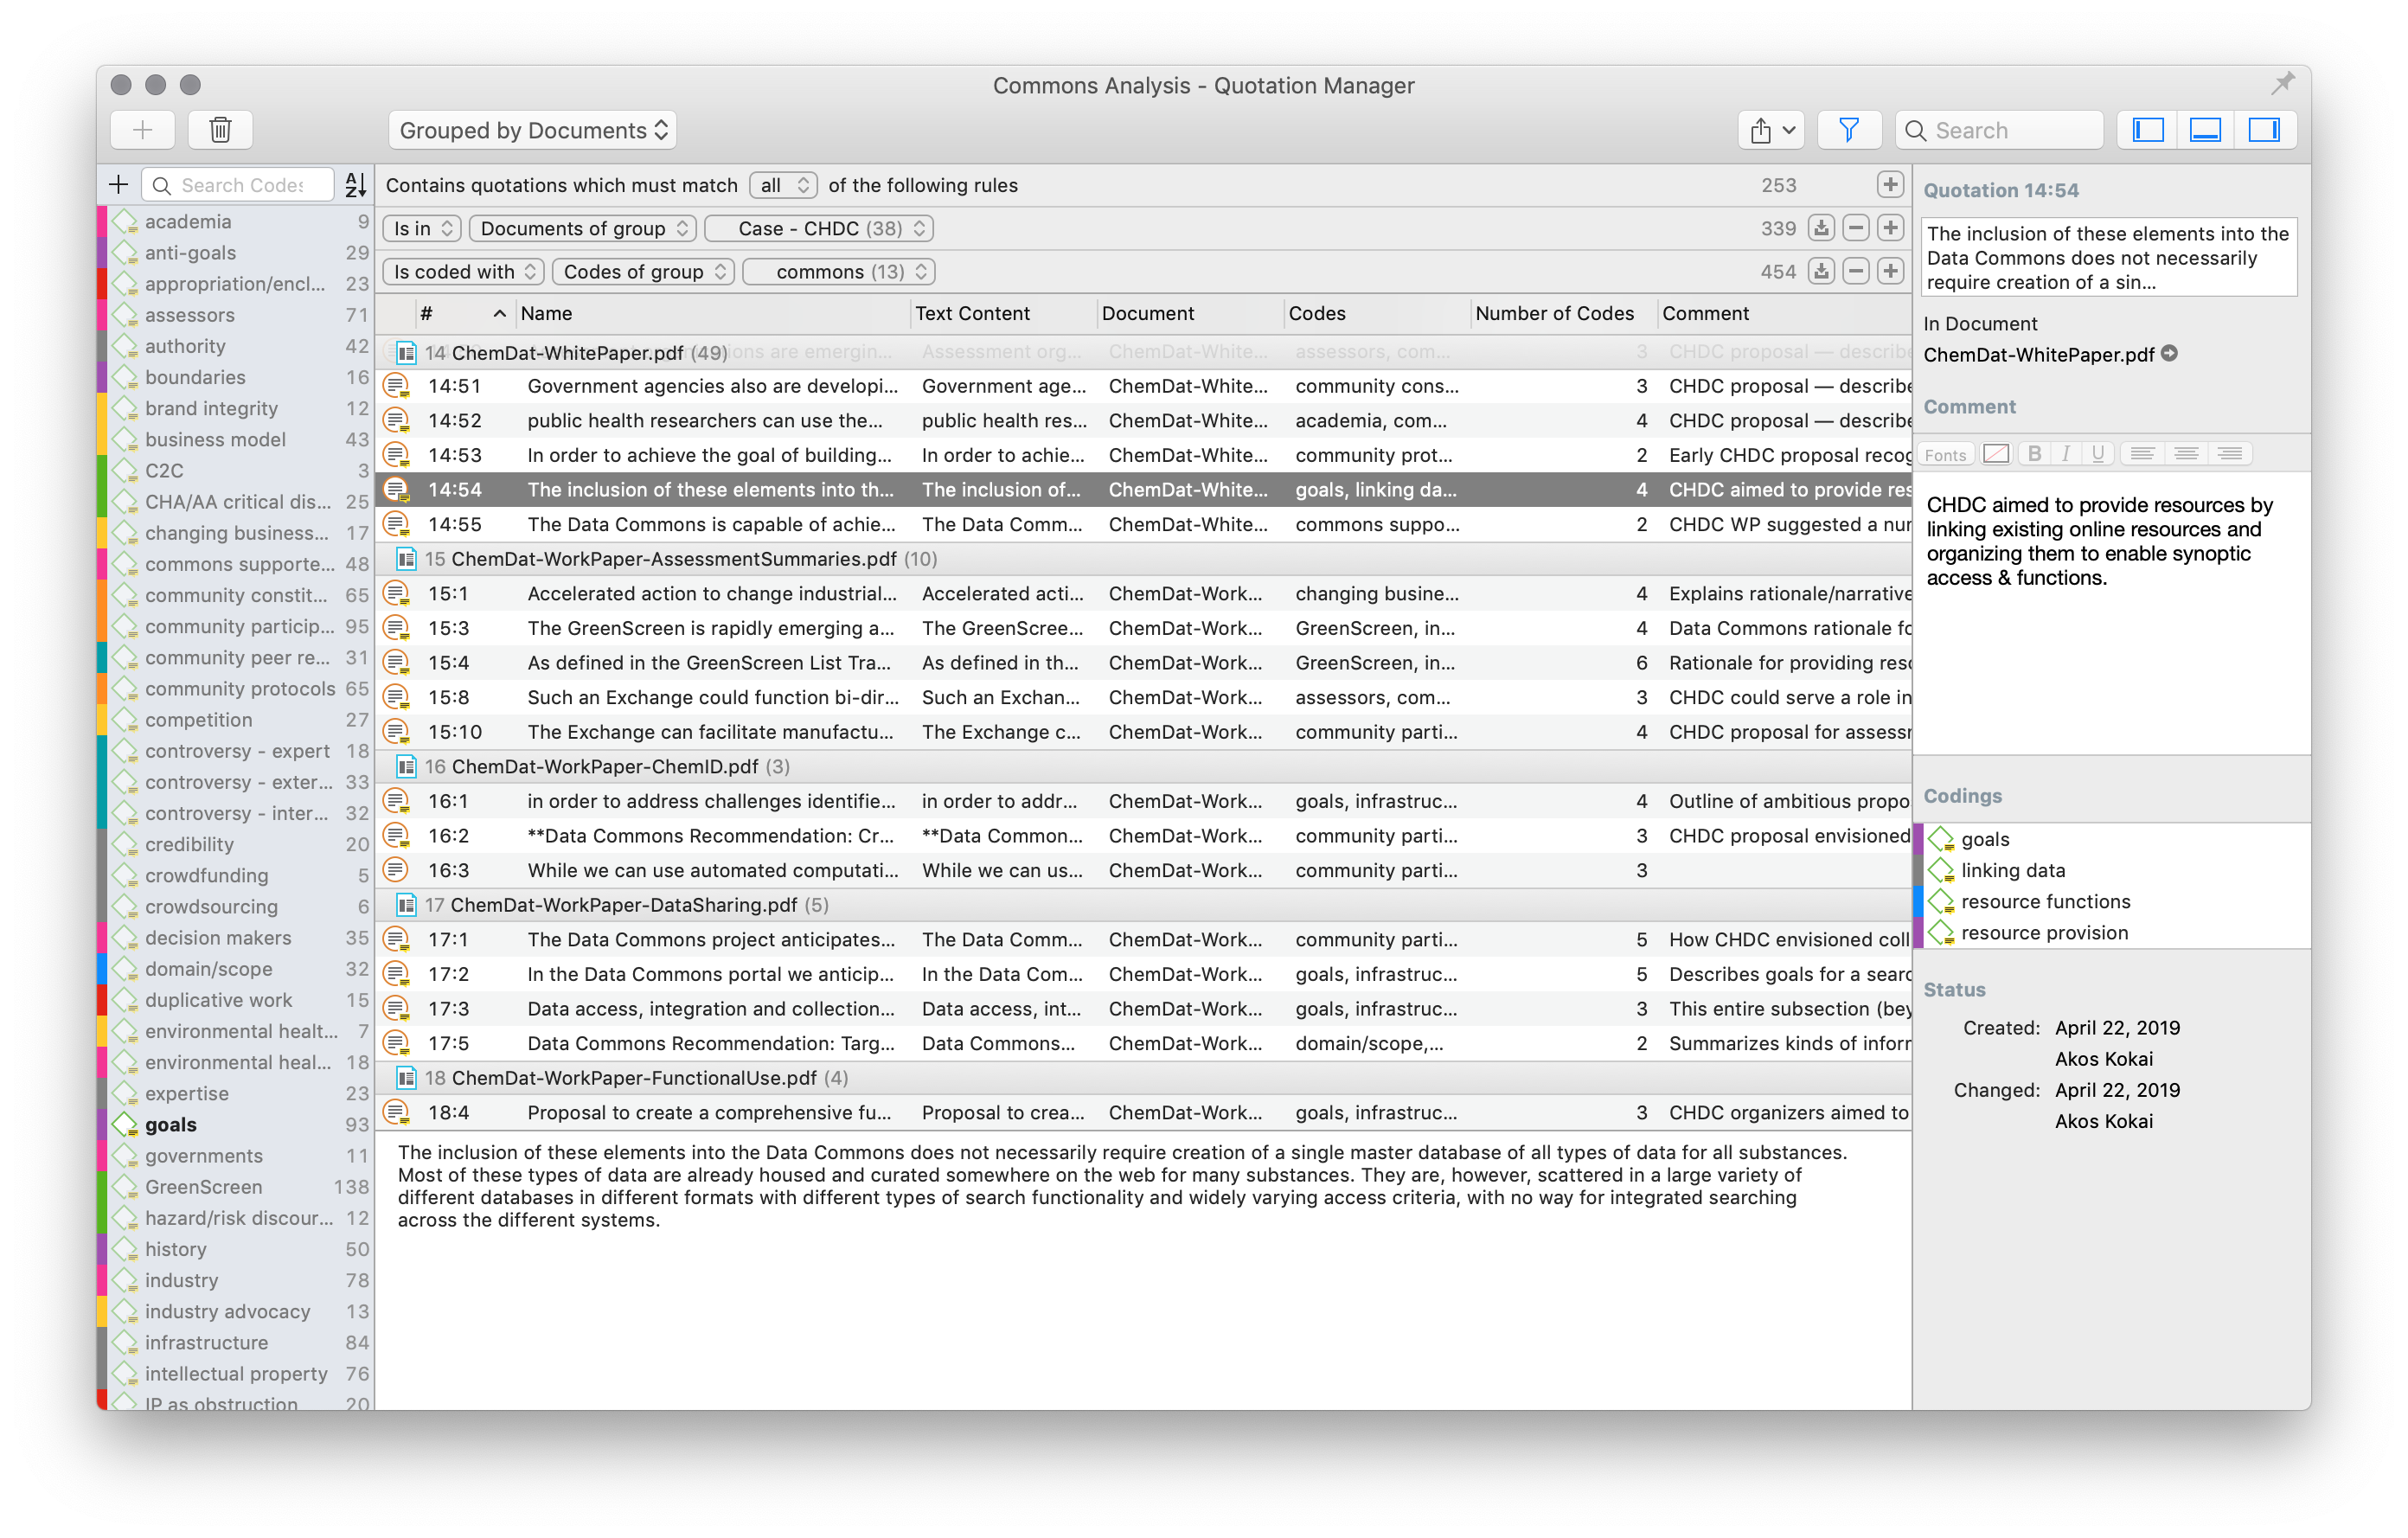 Commons Analysis - Quotation Manager
Grouped by Documents
Search
Search Codes
Contains quotations which must match all of the following rules 253
Is in Documents of group Case - CHDC (38) 339
Is coded with Codes of group commons (13) 454
academia 9
anti-goals 29
appropriation/encl... 23
assessors 71
authority 42
boundaries 16
brand integrity 12
business model 43
C2C 3
CHA/AA critical dis... 25
changing business... 17
commons supporte... 48
community constit... 65
community particip... 95
community peer re... 31
community protocols 65
competition 27
controversy - expert 18
controversy - exter... 33
controversy - inter... 32
credibility 20
crowdfunding 5
crowdsourcing 6
decision makers 35
domain/scope 32
duplicative work 15
environmental healt... 7
environmental heal... 18
expertise 23
goals 93
governments 11
GreenScreen 138
hazard/risk discour... 12
history 50
industry 78
industry advocacy 13
infrastructure 84
intellectual property 76
IP as obstruction 20
# Name Text Content Document Codes Number of Codes Comment
14 ChemDat-WhitePaper.pdf (49) ions are emergin... Assessment org... assessors, com... 3 CHDC proposal — describe
14:51 Government agencies also are developi... Government age... ChemDat-White... community cons... 3 CHDC proposal — describe
14:52 public health researchers can use the... public health res... ChemDat-White... academia, com... 4 CHDC proposal — describe
14:53 In order to achieve the goal of building... In order to achie... ChemDat-White... community prot... 2 Early CHDC proposal recog
14:54 The inclusion of these elements into th... The inclusion of... ChemDat-White... goals, linking da... 4 CHDC aimed to provide res
14:55 The Data Commons is capable of achie... The Data Comm... ChemDat-White... commons suppo... 2 CHDC WP suggested a nur
15 ChemDat-WorkPaper-AssessmentSummaries.pdf (10)
15:1 Accelerated action to change industrial... Accelerated acti... ChemDat-Work... changing busine... 4 Explains rationale/narrative
15:3 The GreenScreen is rapidly emerging a... The GreenScree... ChemDat-Work... GreenScreen, in... 4 Data Commons rationale fo
15:4 As defined in the GreenScreen List Tra... As defined in th... ChemDat-Work... GreenScreen, in... 6 Rationale for providing reso
15:8 Such an Exchange could function bi-dir... Such an Exchan... ChemDat-Work... assessors, com... 3 CHDC could serve a role in
15:10 The Exchange can facilitate manufactu... The Exchange c... ChemDat-Work... community parti... 4 CHDC proposal for assessr
16 ChemDat-WorkPaper-ChemID.pdf (3)
16:1 in order to address challenges identifie... in order to addr... ChemDat-Work... goals, infrastruc... 4 Outline of ambitious propo
16:2 **Data Commons Recommendation: Cr... **Data Common... ChemDat-Work... community parti... 3 CHDC proposal envisioned
16:3 While we can use automated computati... While we can us... ChemDat-Work... community parti... 3
17 ChemDat-WorkPaper-DataSharing.pdf (5)
17:1 The Data Commons project anticipates... The Data Comm... ChemDat-Work... community parti... 5 How CHDC envisioned coll
17:2 In the Data Commons portal we anticip... In the Data Com... ChemDat-Work... goals, infrastruc... 5 Describes goals for a searc
17:3 Data access, integration and collection... Data access, int... ChemDat-Work... goals, infrastruc... 3 This entire subsection (bey
17:5 Data Commons Recommendation: Targ... Data Commons... ChemDat-Work... domain/scope,... 2 Summarizes kinds of inforr
18 ChemDat-WorkPaper-FunctionalUse.pdf (4)
18:4 Proposal to create a comprehensive fu... Proposal to crea... ChemDat-Work... goals, infrastruc... 3 CHDC organizers aimed to
The inclusion of these elements into the Data Commons does not necessarily require creation of a single master database of all types of data for all substances.
Most of these types of data are already housed and curated somewhere on the web for many substances. They are, however, scattered in a large variety of
different databases in different formats with different types of search functionality and widely varying access criteria, with no way for integrated searching
across the different systems.
Quotation 14:54
The inclusion of these elements into the
Data Commons does not necessarily
require creation of a sin...
In Document
ChemDat-WhitePaper.pdf
Comment
Fonts B I U
CHDC aimed to provide resources by
linking existing online resources and
organizing them to enable synoptic
access & functions.
Codings
goals
linking data
resource functions
resource provision
Status
Created: April 22, 2019
Akos Kokai
Changed: April 22, 2019
Akos Kokai